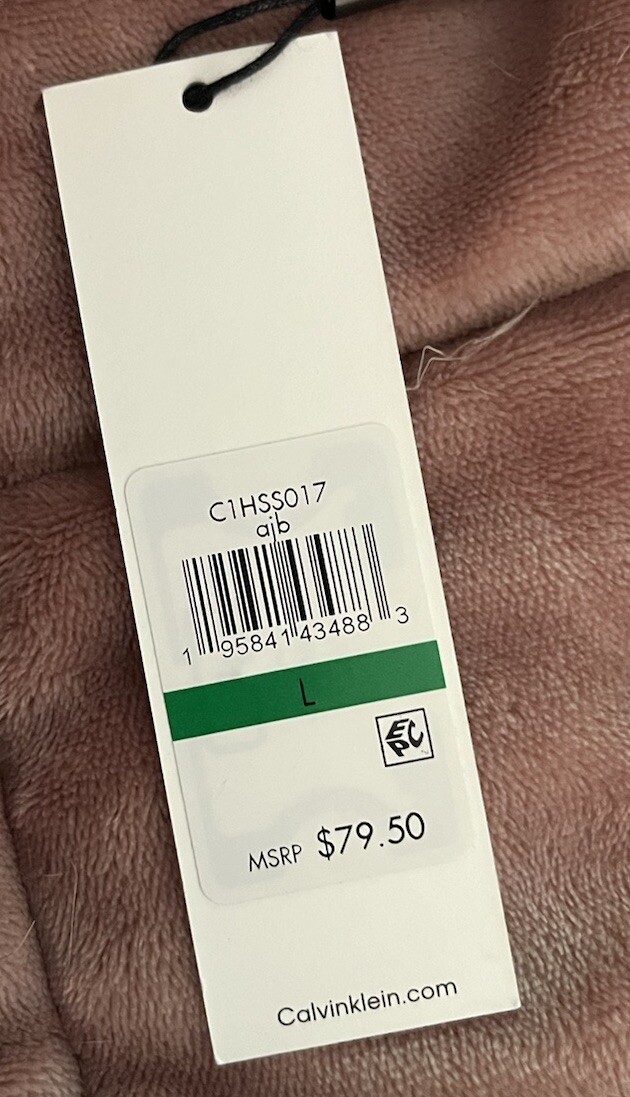 C1HSS017
ajb
1 95841 43488 3
L
EPC
MSRP $79.50
Calvinklein.com